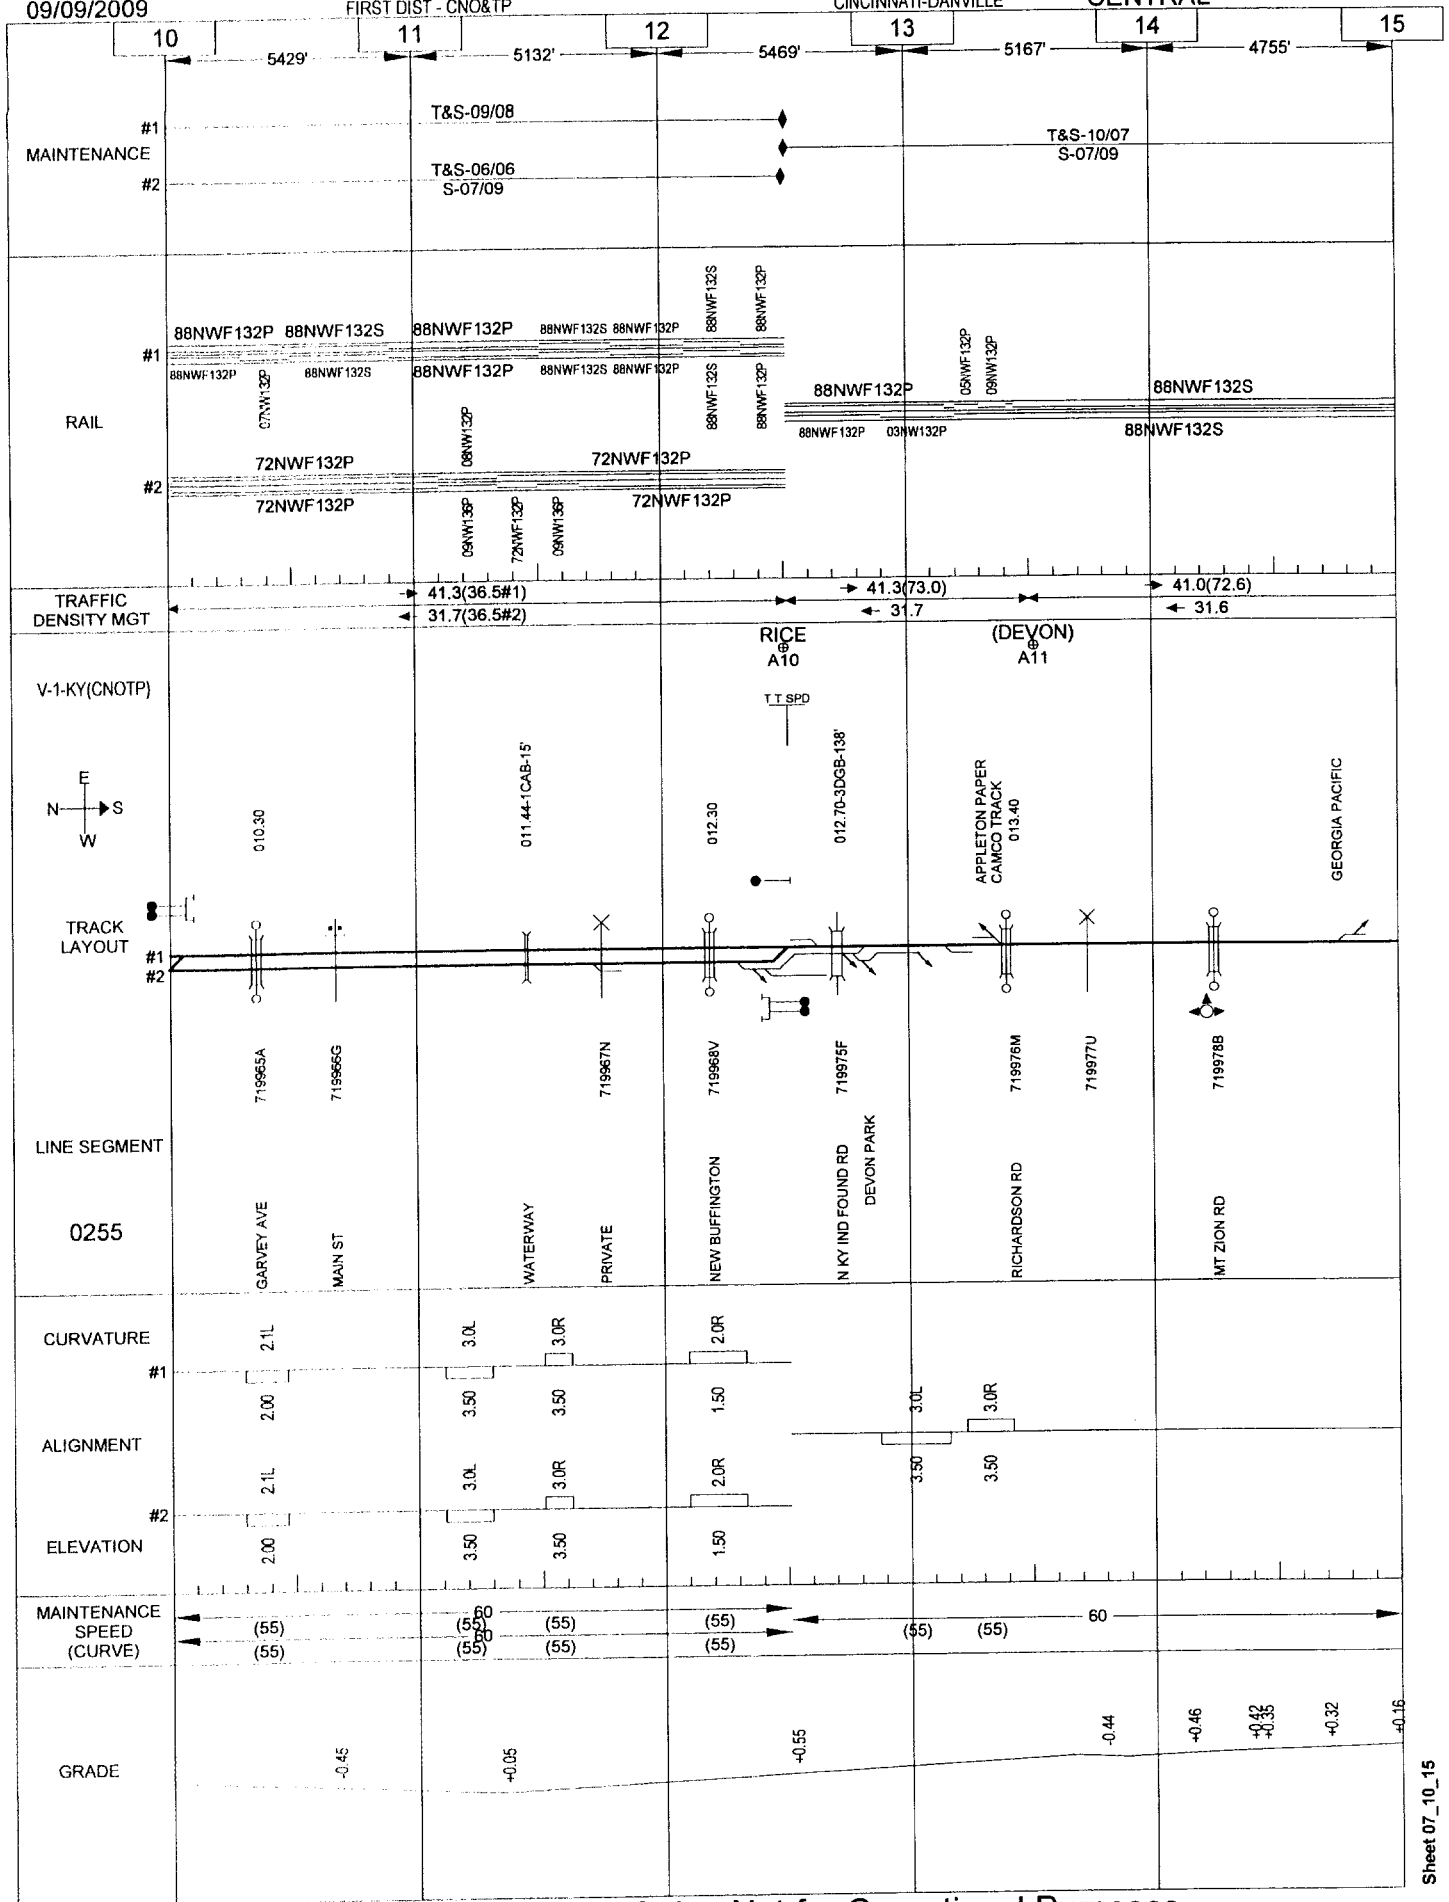 09/09/2009 FIRST DIST - CNO&TP CINCINNATI-DANVILLE CENTRAL
10 11 12 13 14 15
5429' 5132' 5469' 5167' 4755'
#1 T&S-09/08
MAINTENANCE T&S-10/07
S-07/09
#2 T&S-06/06
S-07/09
88NWF132S 88NWF132P
88NWF132P 88NWF132S 88NWF132P 88NWF132S 88NWF132P
#1
88NWF132P 07NW132P 88NWF132S 88NWF132P 88NWF132S 88NWF132P 88NWF132S 88NWF132P
88NWF132P 05NWF132P 09NW132P 88NWF132S
RAIL
88NWF132P 03NW132P 88NWF132S
72NWF132P 08NW132P 72NWF132P
#2
72NWF132P 09NW136P 72NWF132P 09NW136P 72NWF132P
TRAFFIC
DENSITY MGT
41.3(36.5#1) 41.3(73.0) 41.0(72.6)
31.7(36.5#2) 31.7 31.6
RICE (DEVON)
A10 A11
V-1-KY(CNOTP)
T T SPD
E
N S
W
010.30 011.44-1CAB-15' 012.30 012.70-3DGB-138' APPLETON PAPER
CAMCO TRACK
013.40
GEORGIA PACIFIC
TRACK
LAYOUT
#1
#2
719965A 719966G 719967N 719968V 719975F 719976M 719977U 719978B
LINE SEGMENT
0255
GARVEY AVE MAIN ST WATERWAY PRIVATE NEW BUFFINGTON N KY IND FOUND RD DEVON PARK RICHARDSON RD MT ZION RD
CURVATURE 2.1L 3.0L 3.0R 2.0R
#1
2.00 3.50 3.50 1.50
3.0L 3.0R
ALIGNMENT
3.50 3.50
2.1L 3.0L 3.0R 2.0R
#2
ELEVATION 2.00 3.50 3.50 1.50
MAINTENANCE
SPEED
(CURVE)
60 60
(55) (55) (55) (55) (55) (55)
60
(55) (55) (55) (55)
GRADE -0.45 +0.05 +0.55 -0.44 +0.46 +0.42 +0.35 +0.32 +0.16
Sheet 07_10_15